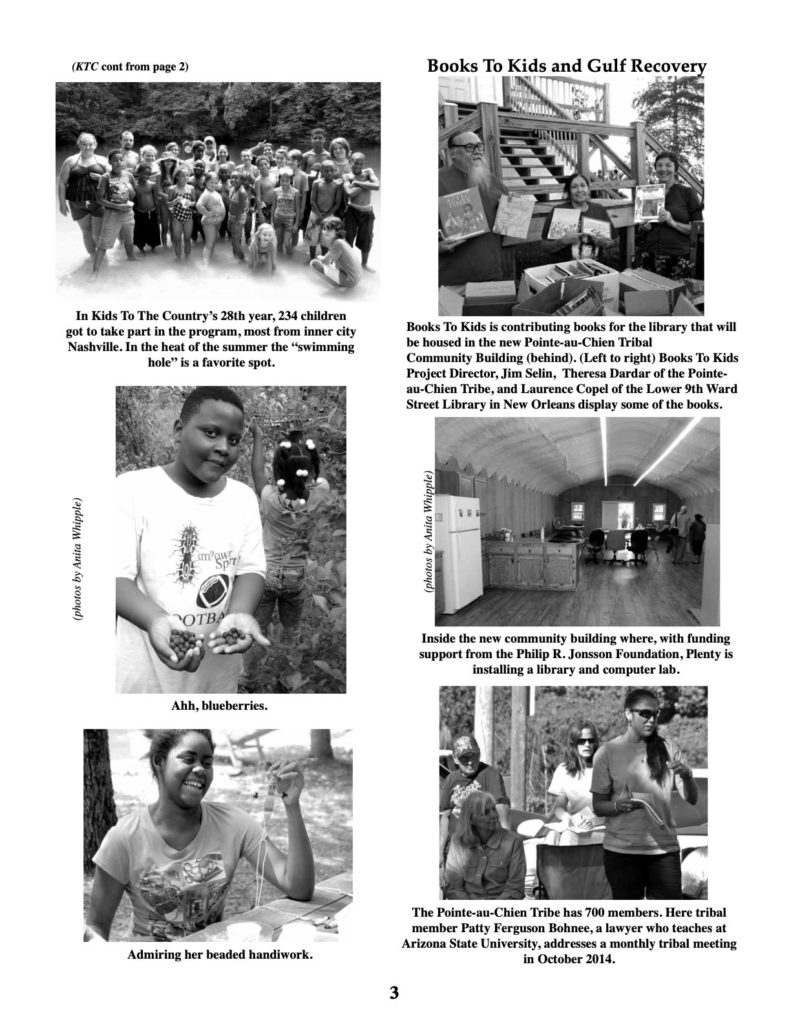 (KTC cont from page 2)
In Kids To The Country's 28th year, 234 children
got to take part in the program, most from inner city
Nashville. In the heat of the summer the “swimming
hole” is a favorite spot.
(photos by Anita Whipple)
FOOTBA
Ahh, blueberries.
Admiring her beaded handiwork.
Books To Kids and Gulf Recovery
Books To Kids is contributing books for the library that will
be housed in the new Pointe-au-Chien Tribal
Community Building (behind). (Left to right) Books To Kids
Project Director, Jim Selin, Theresa Dardar of the Pointe-
au-Chien Tribe, and Laurence Copel of the Lower 9th Ward
Street Library in New Orleans display some of the books.
(photos by Anita Whipple)
Inside the new community building where, with funding
support from the Philip R. Jonsson Foundation, Plenty is
installing a library and computer lab.
The Pointe-au-Chien Tribe has 700 members. Here tribal
member Patty Ferguson Bohnee, a lawyer who teaches at
Arizona State University, addresses a monthly tribal meeting
in October 2014.
3